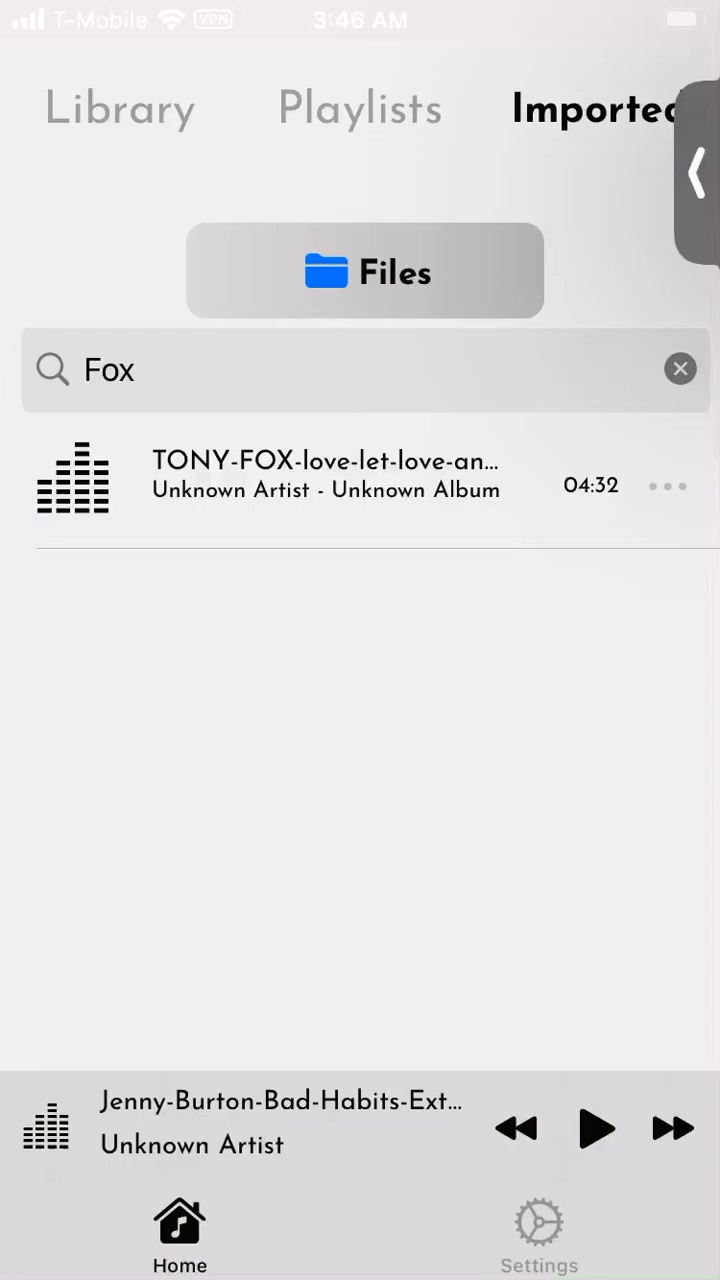 T-Mobile VPN 3:46 AM
Library Playlists Imported
Files
Fox
TONY-FOX-love-let-love-an...
Unknown Artist - Unknown Album
04:32
Jenny-Burton-Bad-Habits-Ext...
Unknown Artist
Home Settings